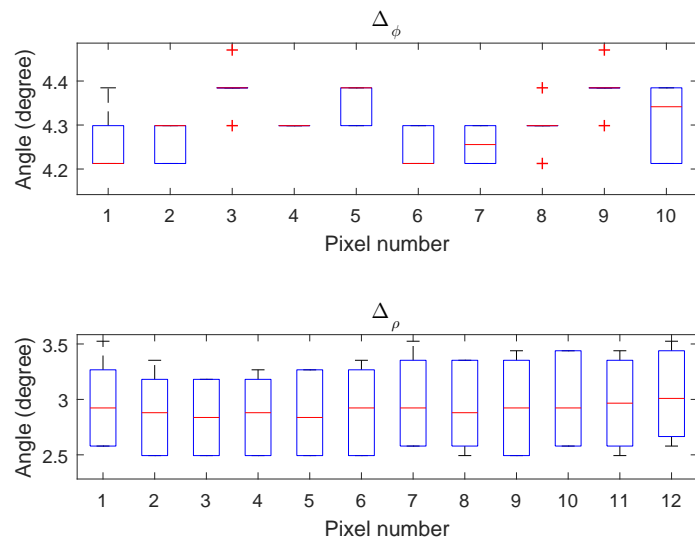 Δ_φ
Angle (degree)
4.4
4.3
4.2
1 2 3 4 5 6 7 8 9 10
Pixel number
Δ_ρ
Angle (degree)
3.5
3
2.5
1 2 3 4 5 6 7 8 9 10 11 12
Pixel number